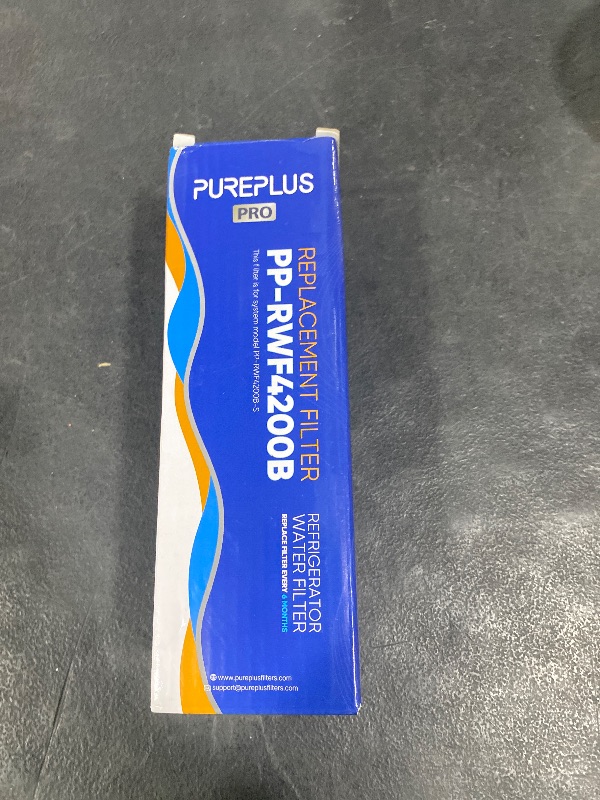 PUREPLUS
PRO
REPLACEMENT FILTER
PP-RWF4200B
This filter is for system model PP-RWF4200B-S
REFRIGERATOR
WATER FILTER
REPLACE FILTER EVERY 6 MONTHS
www.pureplusfilters.com
support@pureplusfilters.com